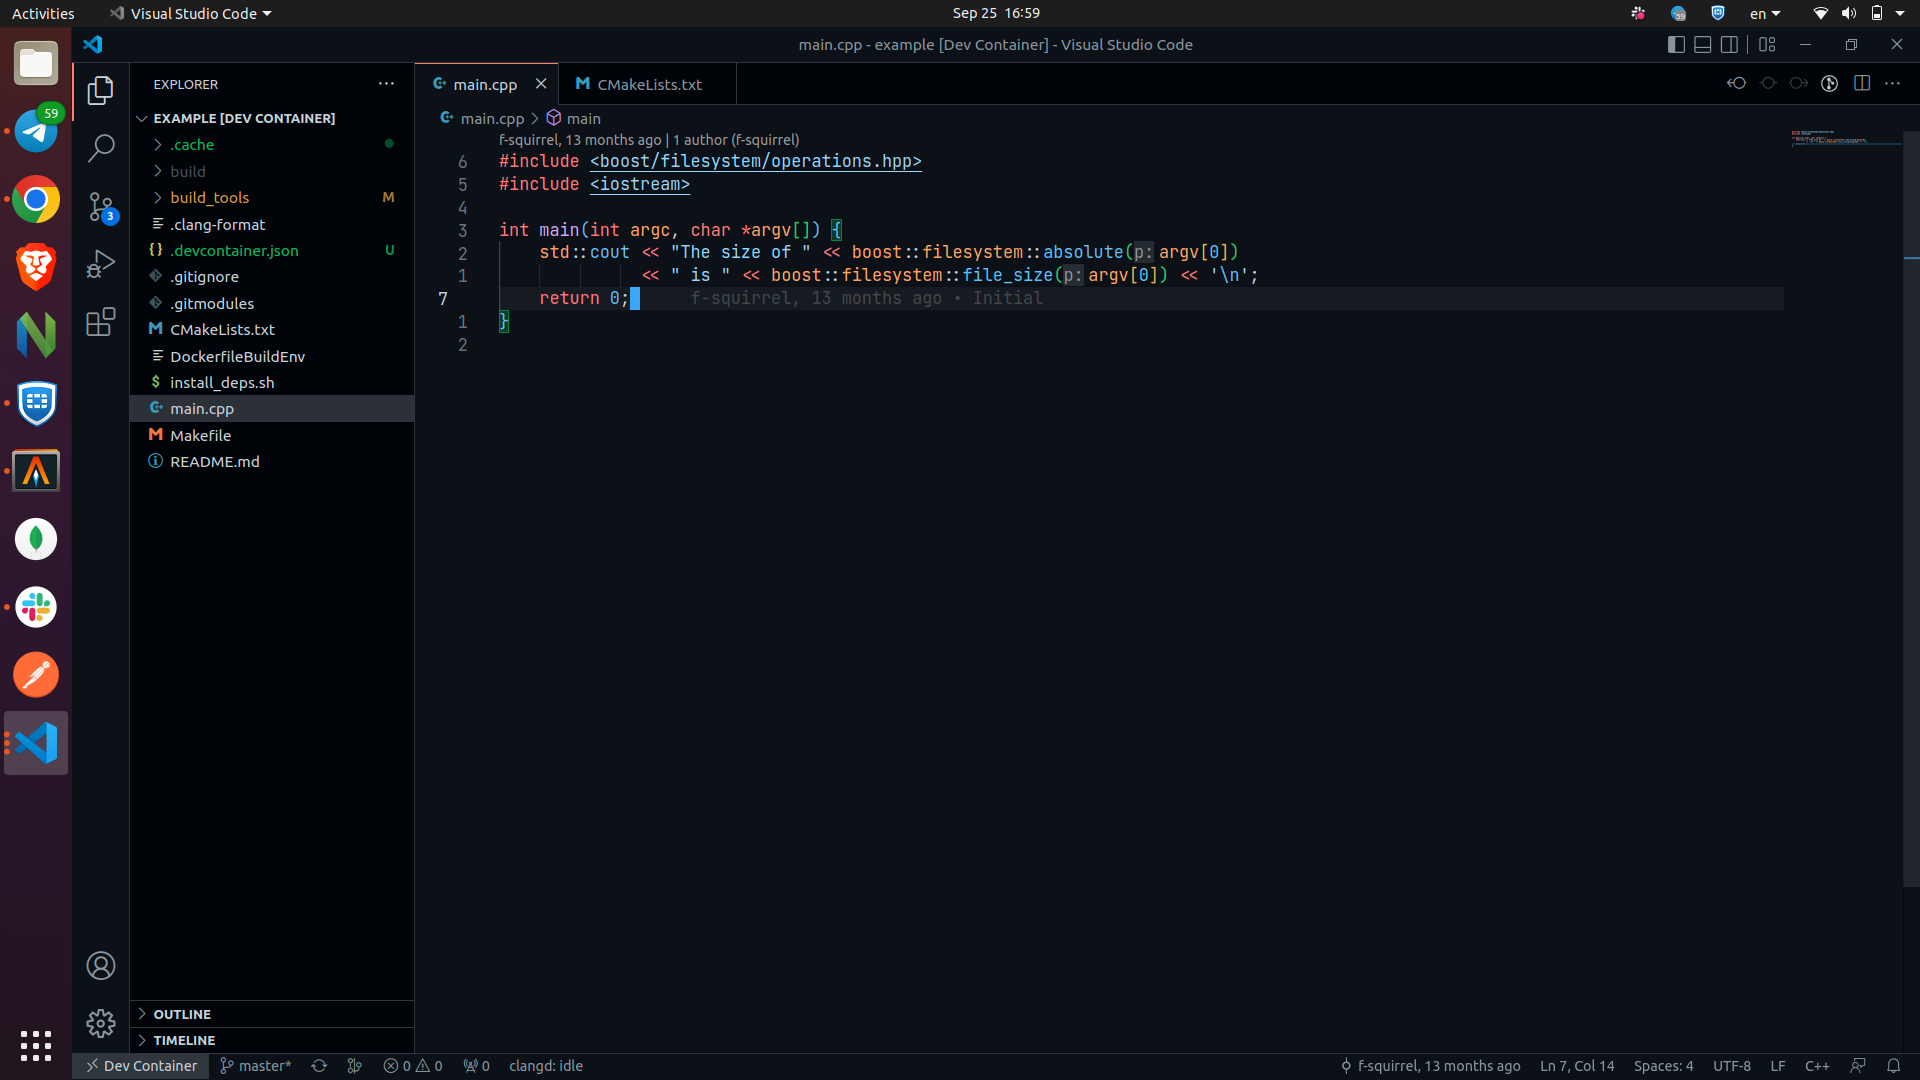 Activities
Visual Studio Code
Sep 25 16:59
59
en
main.cpp - example [Dev Container] - Visual Studio Code
59
EXPLORER
EXAMPLE [DEV CONTAINER]
.cache
build
build_tools M
.clang-format
.devcontainer.json U
.gitignore
.gitmodules
CMakeLists.txt
DockerfileBuildEnv
install_deps.sh
main.cpp
Makefile
README.md
OUTLINE
TIMELINE
3
main.cpp
CMakeLists.txt
main.cpp > main
f-squirrel, 13 months ago | 1 author (f-squirrel)
6 #include <boost/filesystem/operations.hpp>
5 #include <iostream>
4
3 int main(int argc, char *argv[]) {
2 std::cout << "The size of " << boost::filesystem::absolute(p: argv[0])
1 << " is " << boost::filesystem::file_size(p: argv[0]) << '\n';
7 return 0; f-squirrel, 13 months ago • Initial
1 }
2
Dev Container
master*
0 0
0
clangd: idle
f-squirrel, 13 months ago
Ln 7, Col 14
Spaces: 4
UTF-8
LF
C++